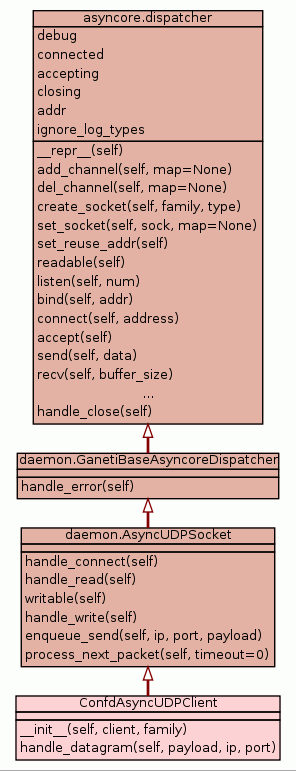 asyncore.dispatcher
debug
connected
accepting
closing
addr
ignore_log_types
__repr__(self)
add_channel(self, map=None)
del_channel(self, map=None)
create_socket(self, family, type)
set_socket(self, sock, map=None)
set_reuse_addr(self)
readable(self)
listen(self, num)
bind(self, addr)
connect(self, address)
accept(self)
send(self, data)
recv(self, buffer_size)
...
handle_close(self)
daemon.GanetiBaseAsyncoreDispatcher
handle_error(self)
daemon.AsyncUDPSocket
handle_connect(self)
handle_read(self)
writable(self)
handle_write(self)
enqueue_send(self, ip, port, payload)
process_next_packet(self, timeout=0)
ConfdAsyncUDPClient
__init__(self, client, family)
handle_datagram(self, payload, ip, port)